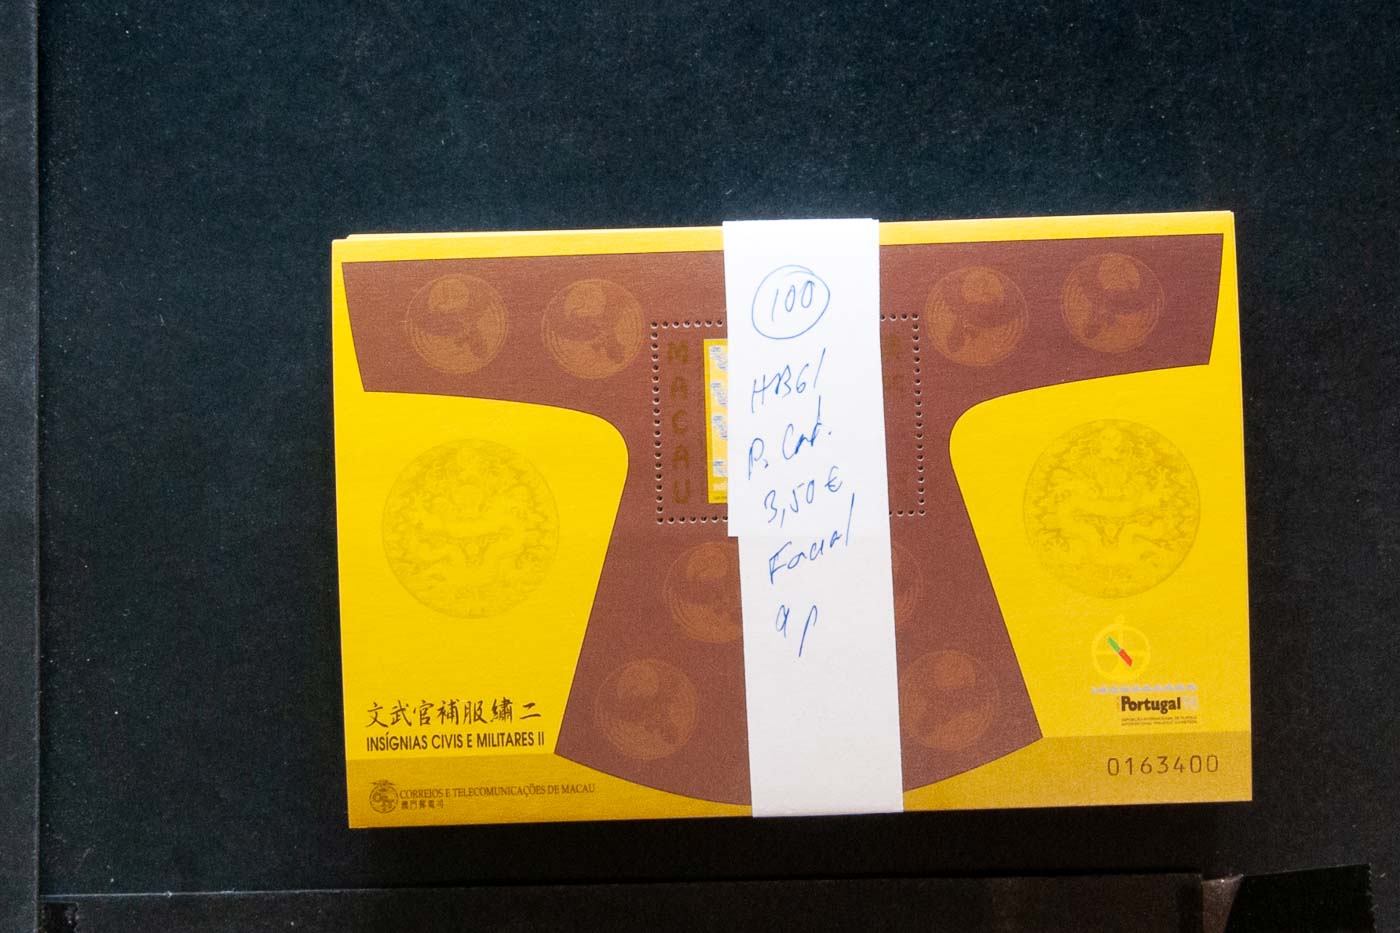 100
HB61
P. Cat.
3,50 €
Facial
9 p
MACAU
文武官補服繡二
INSÍGNIAS CIVIS E MILITARES II
CORREIOS E TELECOMUNICAÇÕES DE MACAU
澳門郵電司
Portugal
0163400